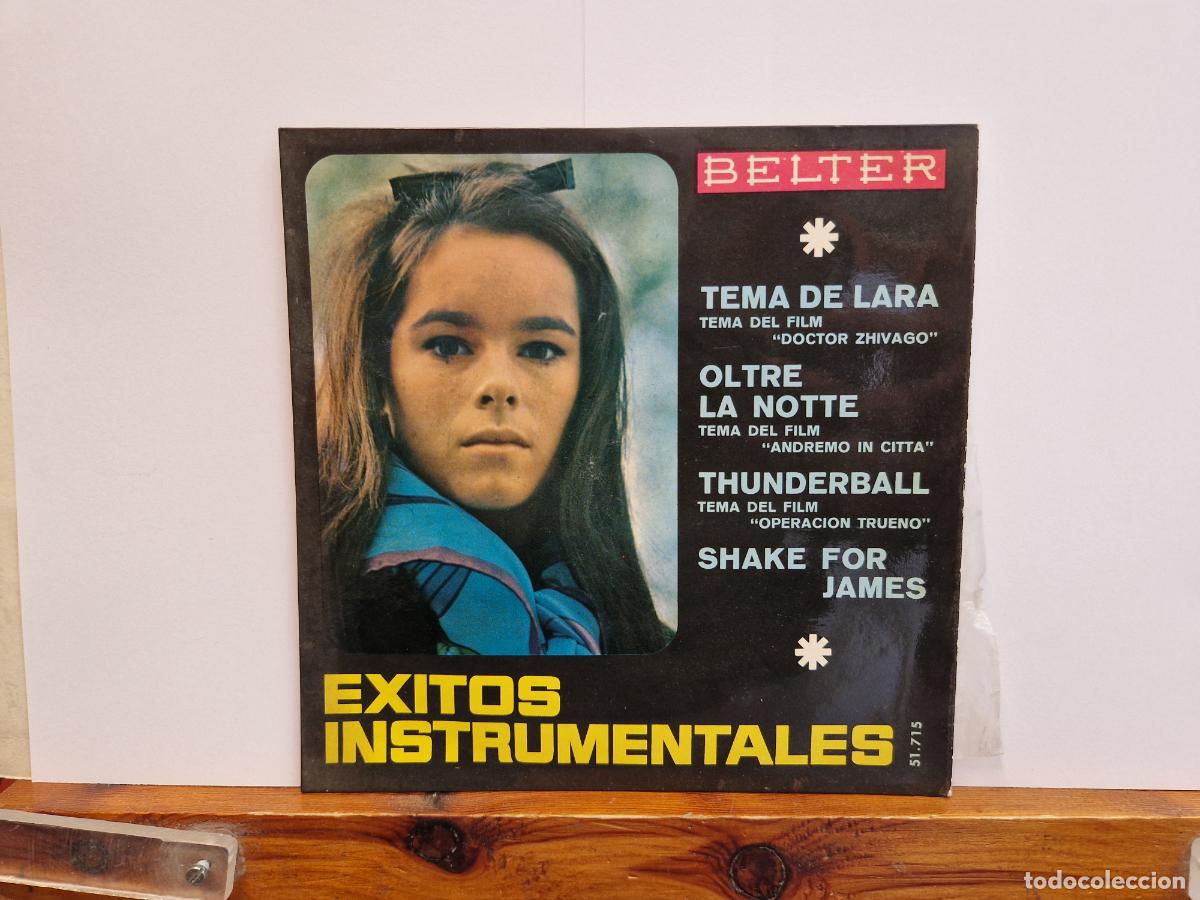 BELTER
TEMA DE LARA
TEMA DEL FILM
"DOCTOR ZHIVAGO"
OLTRE
LA NOTTE
TEMA DEL FILM
"ANDREMO IN CITTA"
THUNDERBALL
TEMA DEL FILM
"OPERACION TRUENO"
SHAKE FOR
JAMES
EXITOS
INSTRUMENTALES
51.715
todocoleccion